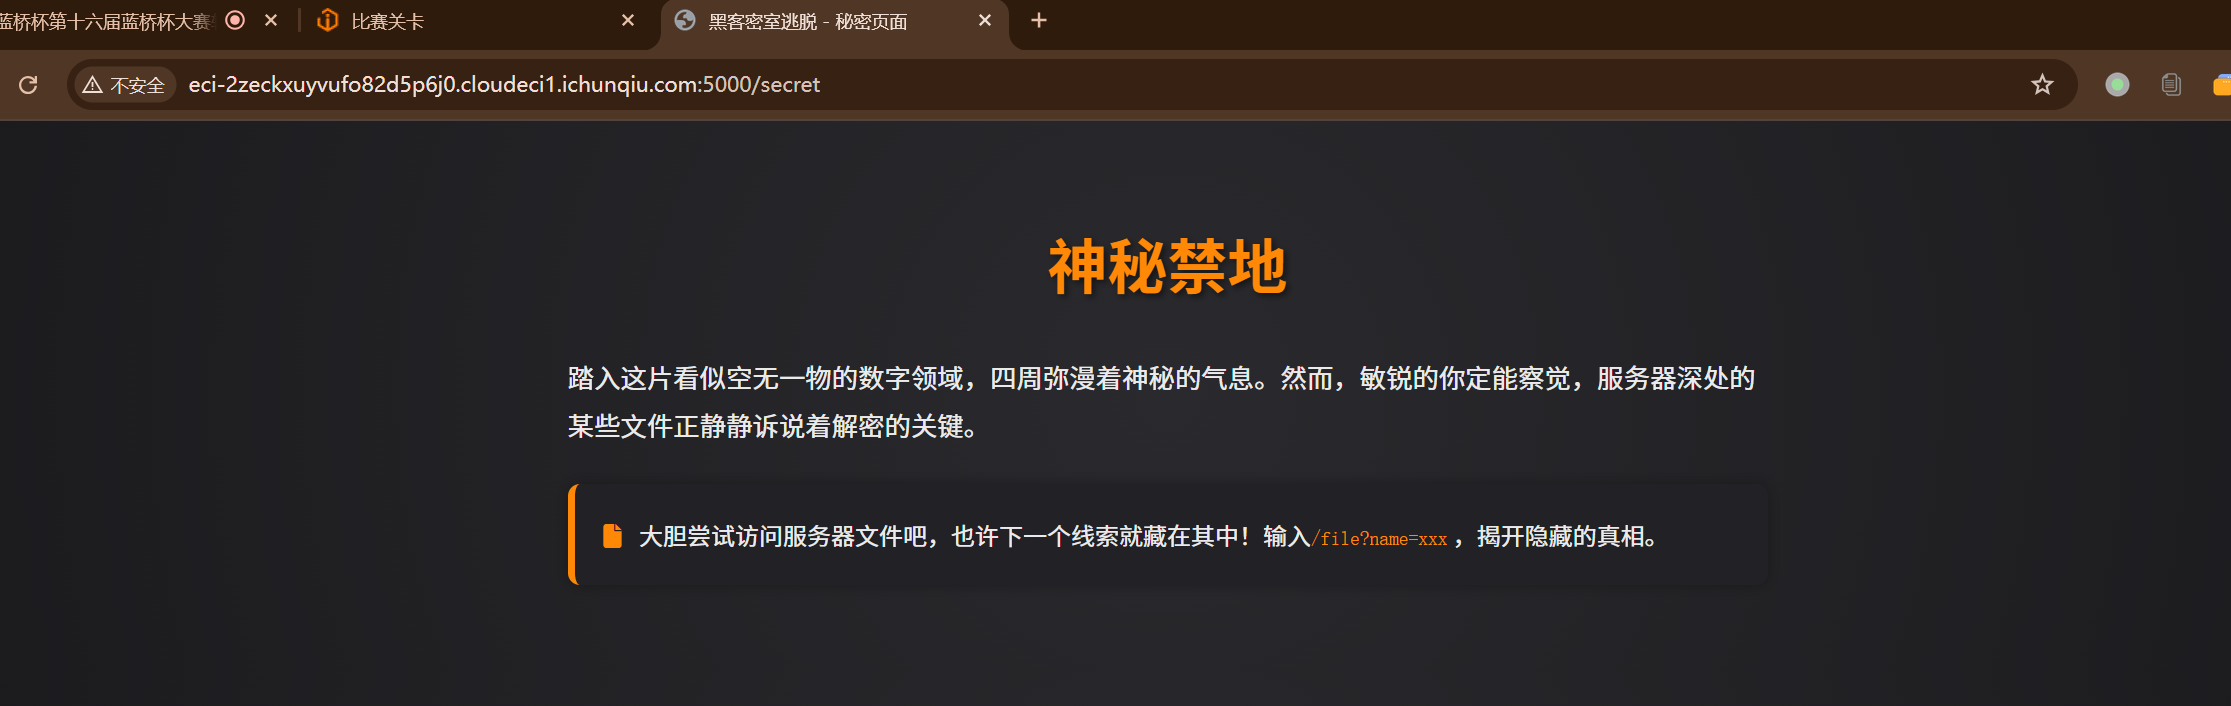 蓝桥杯第十六届蓝桥杯大赛
比赛关卡
黑客密室逃脱 - 秘密页面
不安全
eci-2zeckxuyvufo82d5p6j0.cloudeci1.ichunqiu.com:5000/secret
神秘禁地
踏入这片看似空无一物的数字领域，四周弥漫着神秘的气息。然而，敏锐的你定能察觉，服务器深处的
某些文件正静静诉说着解密的关键。
大胆尝试访问服务器文件吧，也许下一个线索就藏在其中！输入/file?name=xxx ，揭开隐藏的真相。